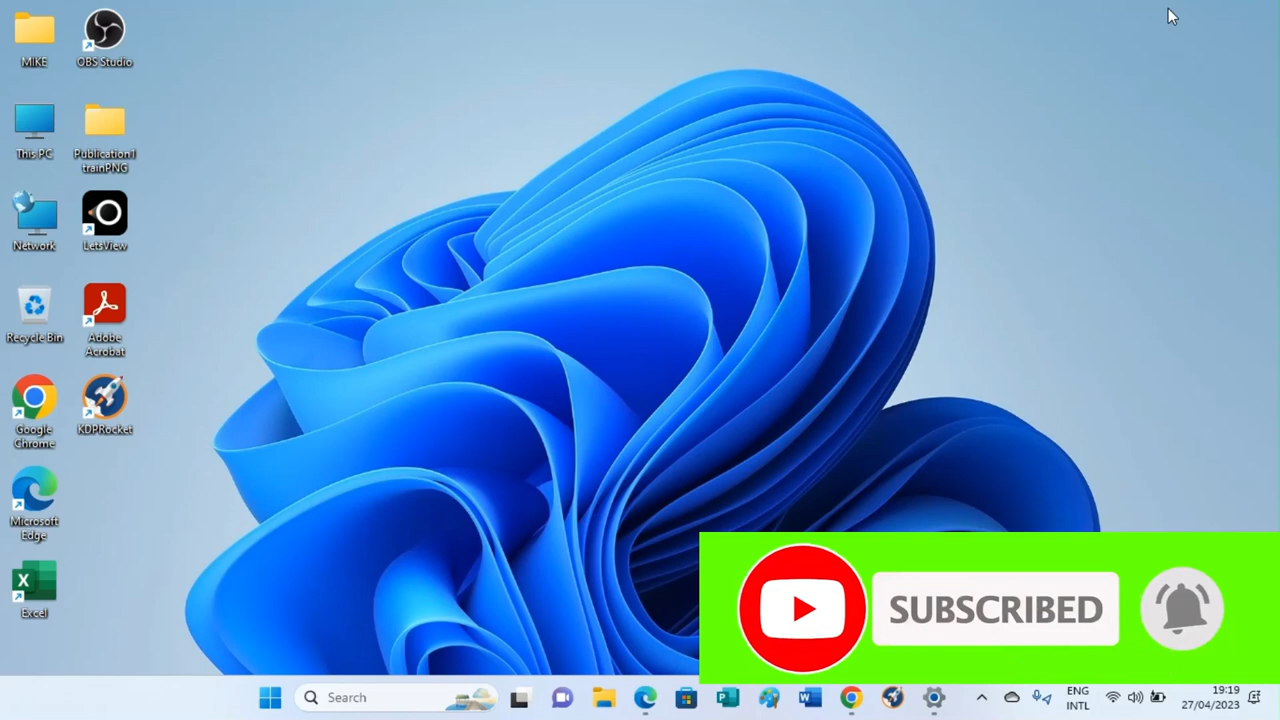 MIKE
OBS Studio
This PC
Publication1
trainPNG
Network
LetsView
Recycle Bin
Adobe
Acrobat
Google
Chrome
KDPRocket
Microsoft
Edge
Excel
SUBSCRIBED
Search
ENG
INTL
19:19
27/04/2023